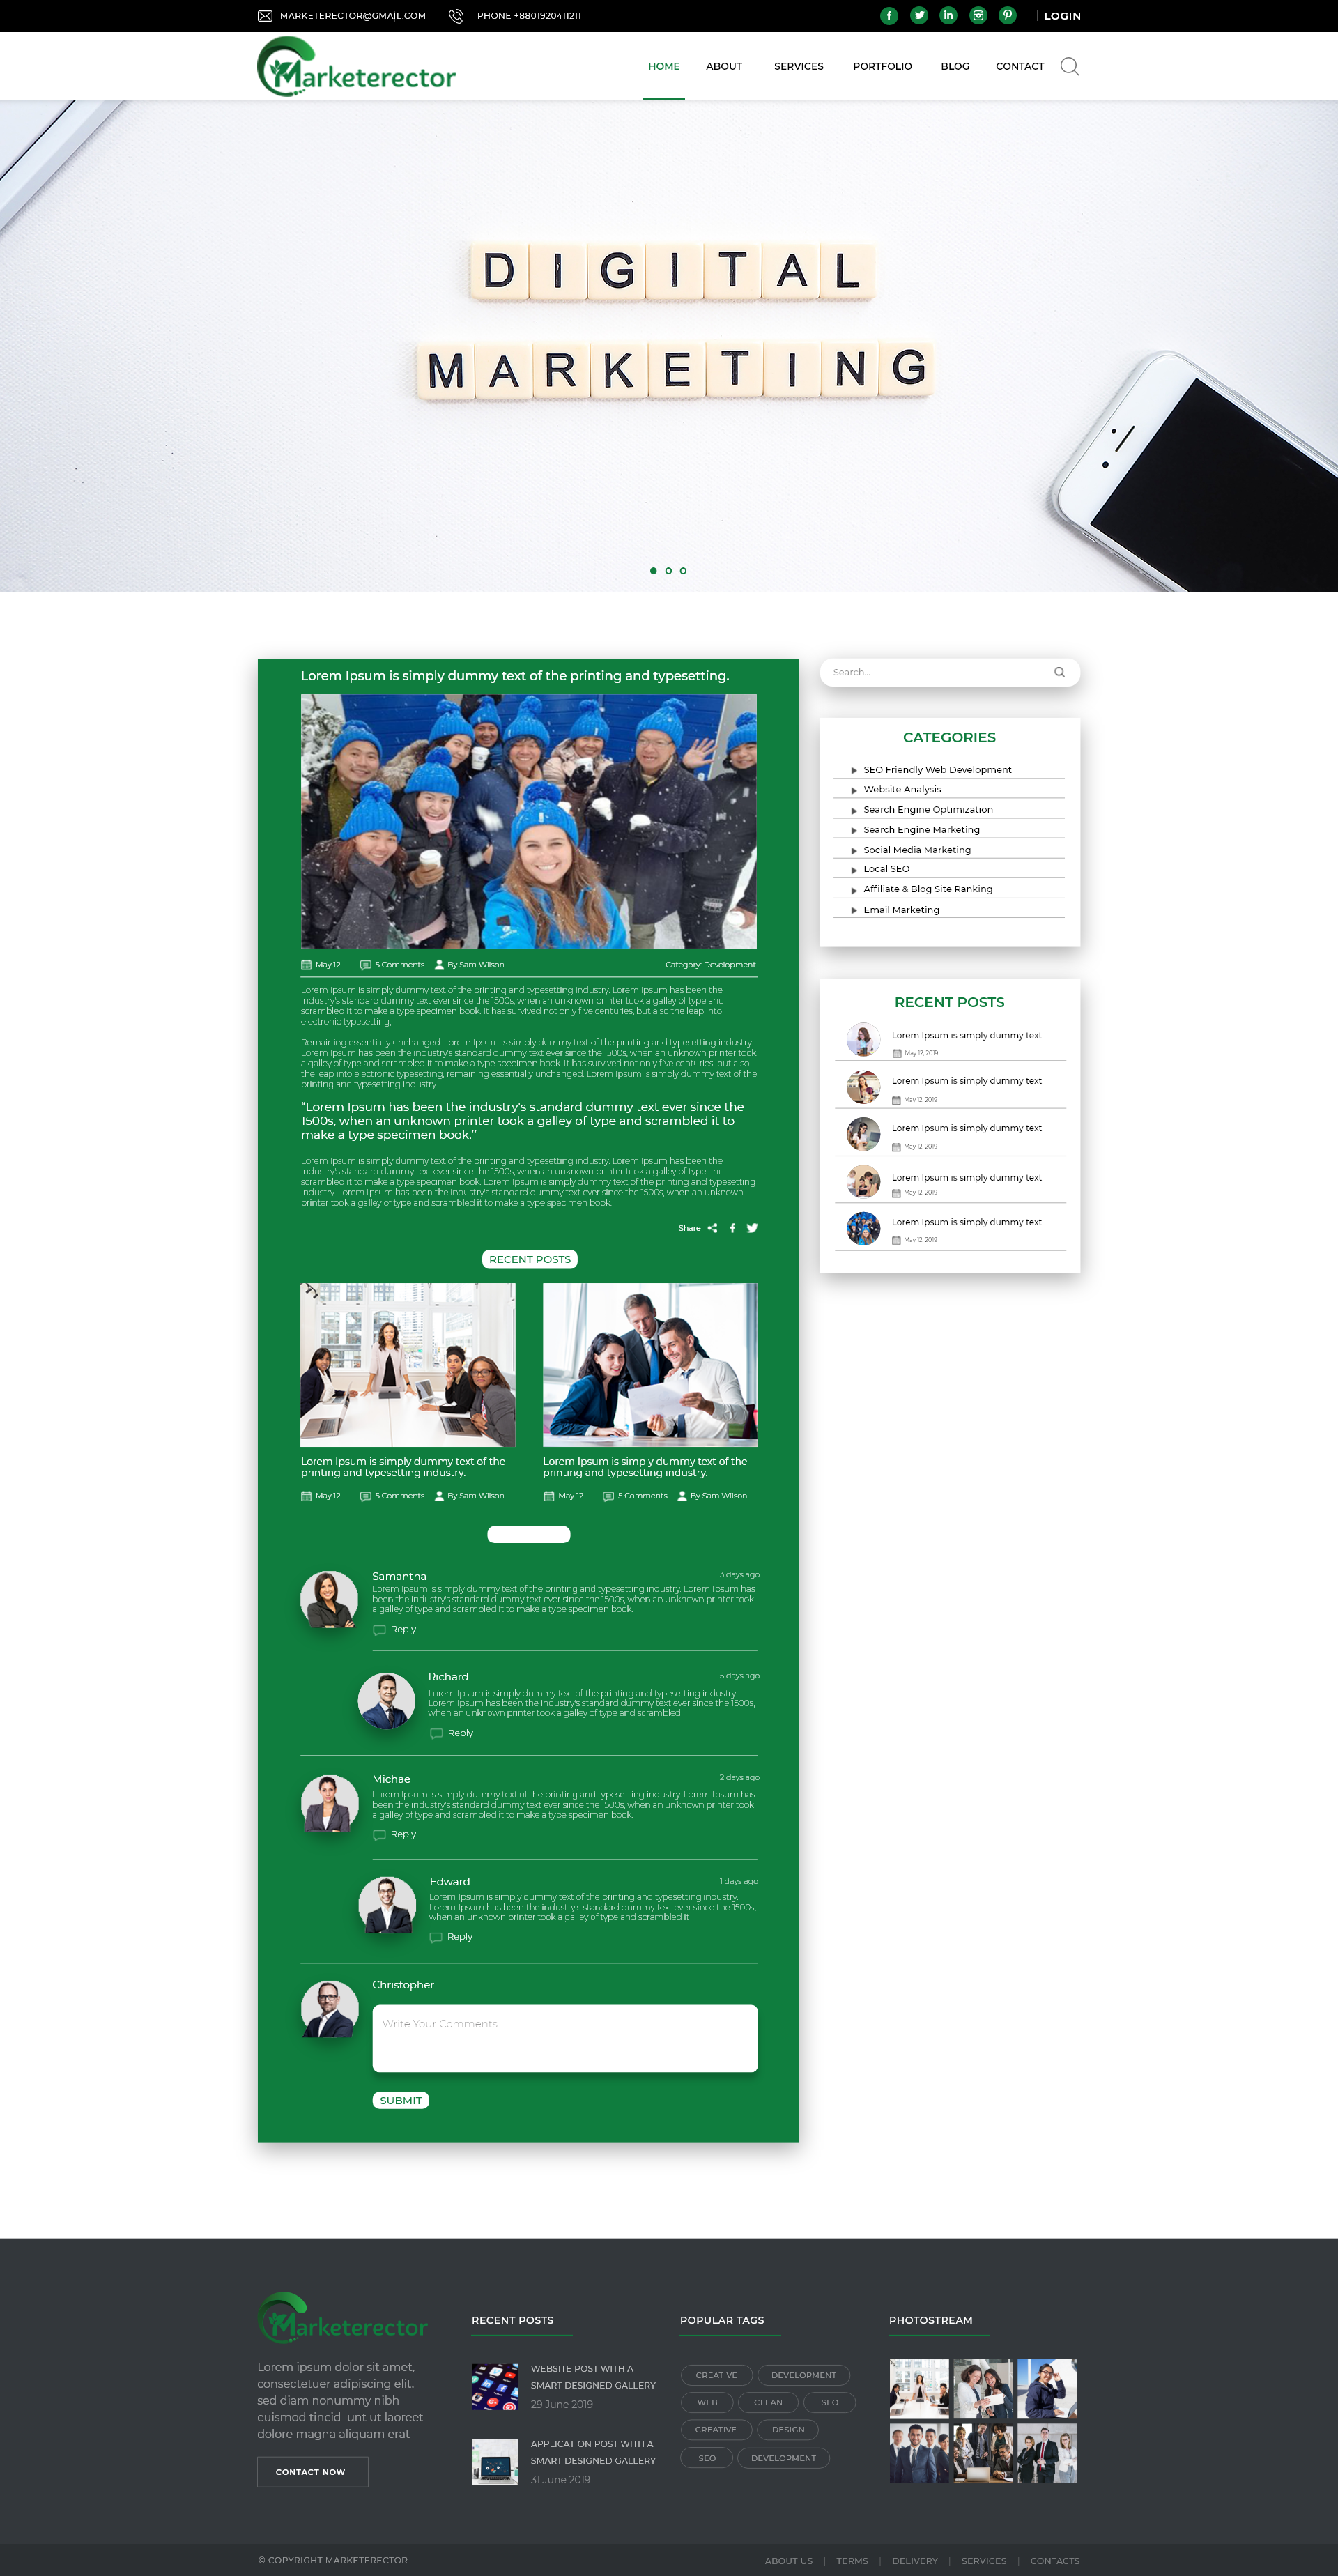 MARKETERECTOR@GMAIL.COM
PHONE +8801920411211
LOGIN
Marketerector
HOME ABOUT SERVICES PORTFOLIO BLOG CONTACT
DIGITAL
MARKETING
Lorem Ipsum is simply dummy text of the printing and typesetting.
May 12 5 Comments By Sam Wilson Category: Development
Lorem Ipsum is simply dummy text of the printing and typesetting industry. Lorem Ipsum has been the
industry's standard dummy text ever since the 1500s, when an unknown printer took a galley of type and
scrambled it to make a type specimen book. It has survived not only five centuries, but also the leap into
electronic typesetting,
Remaining essentially unchanged. Lorem Ipsum is simply dummy text of the printing and typesetting industry.
Lorem Ipsum has been the industry's standard dummy text ever since the 1500s, when an unknown printer took
a galley of type and scrambled it to make a type specimen book. It has survived not only five centuries, but also
the leap into electronic typesetting, remaining essentially unchanged. Lorem Ipsum is simply dummy text of the
printing and typesetting industry.
“Lorem Ipsum has been the industry's standard dummy text ever since the
1500s, when an unknown printer took a galley of type and scrambled it to
make a type specimen book.”
Lorem Ipsum is simply dummy text of the printing and typesetting industry. Lorem Ipsum has been the
industry's standard dummy text ever since the 1500s, when an unknown printer took a galley of type and
scrambled it to make a type specimen book. Lorem Ipsum is simply dummy text of the printing and typesetting
industry. Lorem Ipsum has been the industry's standard dummy text ever since the 1500s, when an unknown
printer took a galley of type and scrambled it to make a type specimen book.
Share
RECENT POSTS
Lorem Ipsum is simply dummy text of the
printing and typesetting industry.
May 12 5 Comments By Sam Wilson
Lorem Ipsum is simply dummy text of the
printing and typesetting industry.
May 12 5 Comments By Sam Wilson
Samantha 3 days ago
Lorem Ipsum is simply dummy text of the printing and typesetting industry. Lorem Ipsum has
been the industry's standard dummy text ever since the 1500s, when an unknown printer took
a galley of type and scrambled it to make a type specimen book.
Reply
Richard 5 days ago
Lorem Ipsum is simply dummy text of the printing and typesetting industry.
Lorem Ipsum has been the industry's standard dummy text ever since the 1500s,
when an unknown printer took a galley of type and scrambled
Reply
Michae 2 days ago
Lorem Ipsum is simply dummy text of the printing and typesetting industry. Lorem Ipsum has
been the industry's standard dummy text ever since the 1500s, when an unknown printer took
a galley of type and scrambled it to make a type specimen book.
Reply
Edward 1 days ago
Lorem Ipsum is simply dummy text of the printing and typesetting industry.
Lorem Ipsum has been the industry's standard dummy text ever since the 1500s,
when an unknown printer took a galley of type and scrambled it
Reply
Christopher
Write Your Comments
SUBMIT
Search...
CATEGORIES
SEO Friendly Web Development
Website Analysis
Search Engine Optimization
Search Engine Marketing
Social Media Marketing
Local SEO
Affiliate & Blog Site Ranking
Email Marketing
RECENT POSTS
Lorem Ipsum is simply dummy text
May 12, 2019
Lorem Ipsum is simply dummy text
May 12, 2019
Lorem Ipsum is simply dummy text
May 12, 2019
Lorem Ipsum is simply dummy text
May 12, 2019
Lorem Ipsum is simply dummy text
May 12, 2019
Marketerector
Lorem ipsum dolor sit amet,
consectetuer adipiscing elit,
sed diam nonummy nibh
euismod tincid unt ut laoreet
dolore magna aliquam erat
CONTACT NOW
RECENT POSTS
WEBSITE POST WITH A
SMART DESIGNED GALLERY
29 June 2019
APPLICATION POST WITH A
SMART DESIGNED GALLERY
31 June 2019
POPULAR TAGS
CREATIVE DEVELOPMENT
WEB CLEAN SEO
CREATIVE DESIGN
SEO DEVELOPMENT
PHOTOSTREAM
© COPYRIGHT MARKETERECTOR
ABOUT US | TERMS | DELIVERY | SERVICES | CONTACTS